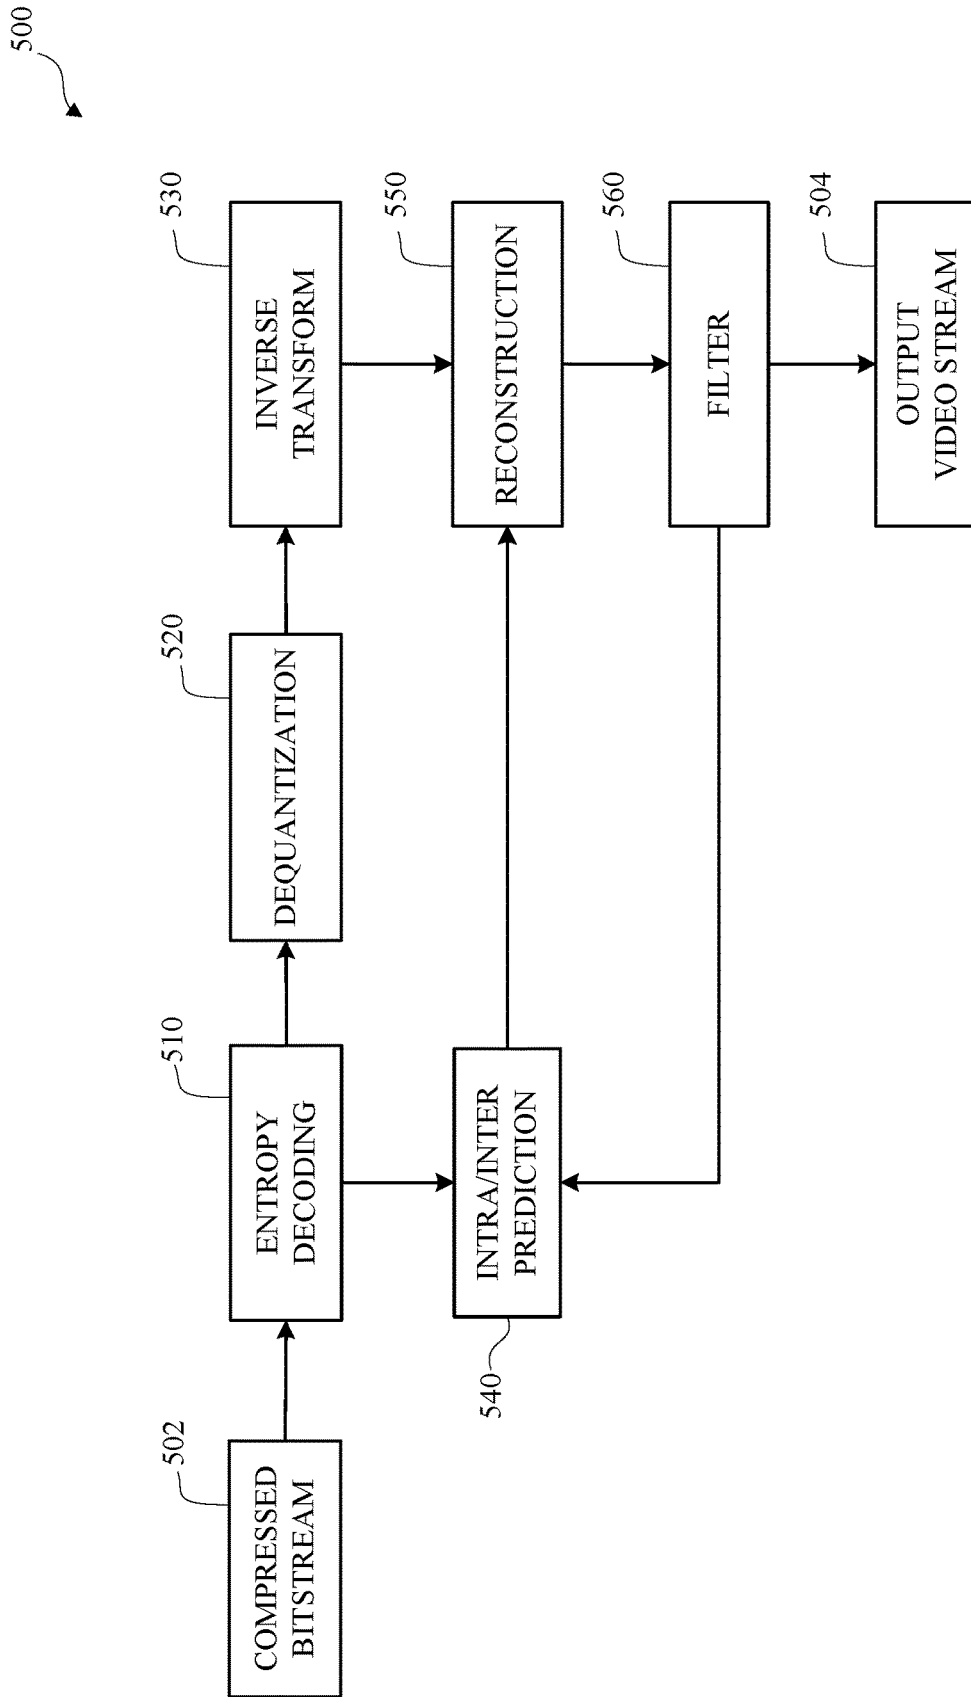 500
502
COMPRESSED
BITSTREAM
510
ENTROPY
DECODING
520
DEQUANTIZATION
530
INVERSE
TRANSFORM
540
INTRA/INTER
PREDICTION
550
RECONSTRUCTION
560
FILTER
504
OUTPUT
VIDEO STREAM